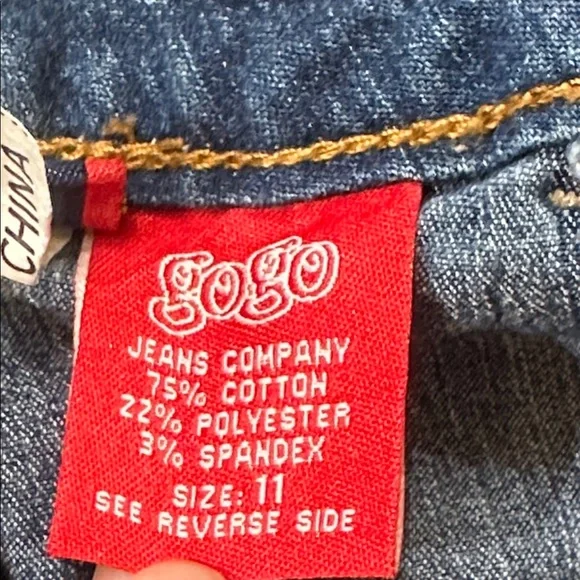 CHINA
gogo
JEANS COMPANY
75% COTTON
22% POLYESTER
3% SPANDEX
SIZE: 11
SEE REVERSE SIDE